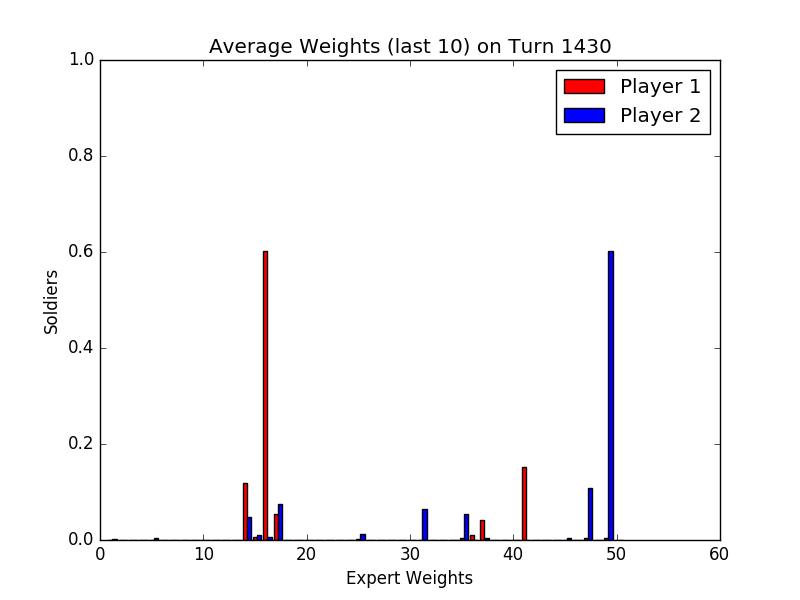 Average Weights (last 10) on Turn 1430
1.0
0.8
0.6
0.4
0.2
0.0
Soldiers
Player 1
Player 2
0 10 20 30 40 50 60
Expert Weights